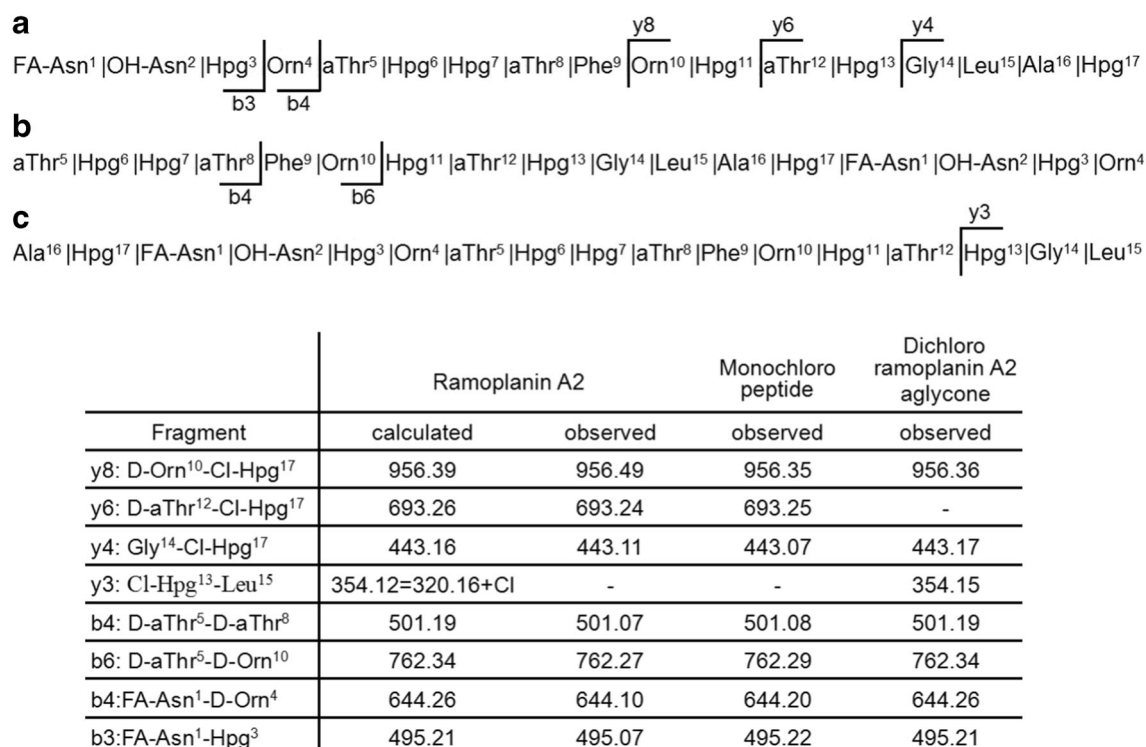 a
y8 y6 y4
FA-Asn¹ |OH-Asn² |Hpg³ |Orn⁴ |aThr⁵ |Hpg⁶ |Hpg⁷ |aThr⁸ |Phe⁹ |Orn¹⁰ |Hpg¹¹ |aThr¹² |Hpg¹³ |Gly¹⁴ |Leu¹⁵ |Ala¹⁶ |Hpg¹⁷
b3 b4
b
aThr⁵ |Hpg⁶ |Hpg⁷ |aThr⁸ |Phe⁹ |Orn¹⁰ |Hpg¹¹ |aThr¹² |Hpg¹³ |Gly¹⁴ |Leu¹⁵ |Ala¹⁶ |Hpg¹⁷ |FA-Asn¹ |OH-Asn² |Hpg³ |Orn⁴
b4 b6
c
y3
Ala¹⁶ |Hpg¹⁷ |FA-Asn¹ |OH-Asn² |Hpg³ |Orn⁴ |aThr⁵ |Hpg⁶ |Hpg⁷ |aThr⁸ |Phe⁹ |Orn¹⁰ |Hpg¹¹ |aThr¹² |Hpg¹³ |Gly¹⁴ |Leu¹⁵
Ramoplanin A2
Monochloro
peptide
Dichloro
ramoplanin A2
aglycone
Fragment calculated observed observed observed
y8: D-Orn¹⁰-Cl-Hpg¹⁷ 956.39 956.49 956.35 956.36
y6: D-aThr¹²-Cl-Hpg¹⁷ 693.26 693.24 693.25 -
y4: Gly¹⁴-Cl-Hpg¹⁷ 443.16 443.11 443.07 443.17
y3: Cl-Hpg¹³-Leu¹⁵ 354.12=320.16+Cl - - 354.15
b4: D-aThr⁵-D-aThr⁸ 501.19 501.07 501.08 501.19
b6: D-aThr⁵-D-Orn¹⁰ 762.34 762.27 762.29 762.34
b4:FA-Asn¹-D-Orn⁴ 644.26 644.10 644.20 644.26
b3:FA-Asn¹-Hpg³ 495.21 495.07 495.22 495.21